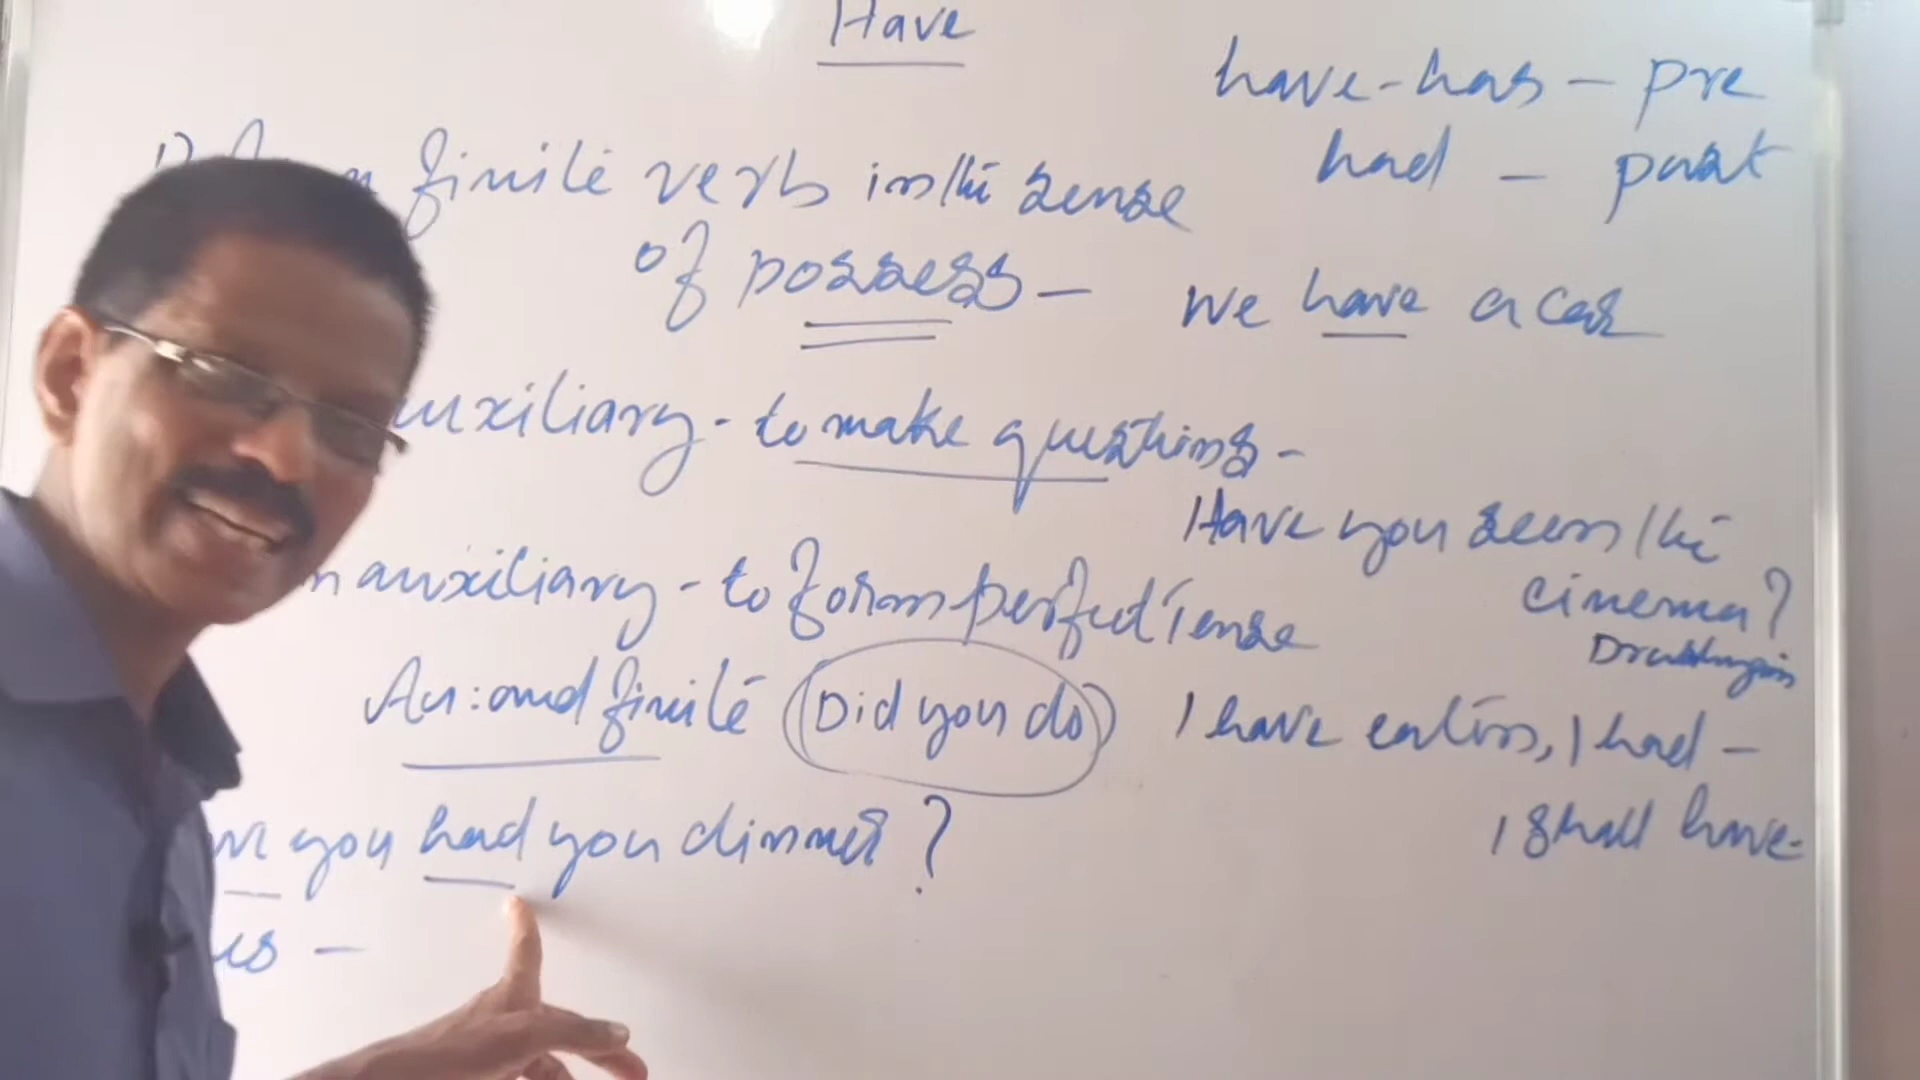 Have
have-has - pre
had - past
finite verb in the sense
of possess - we have a car
auxiliary - to make questions -
Have you seen the
cinema?
auxiliary - to form perfect Tense
Au: and finite (Did you do) I have eaten, I had -
I shall have -
you had you dinner?